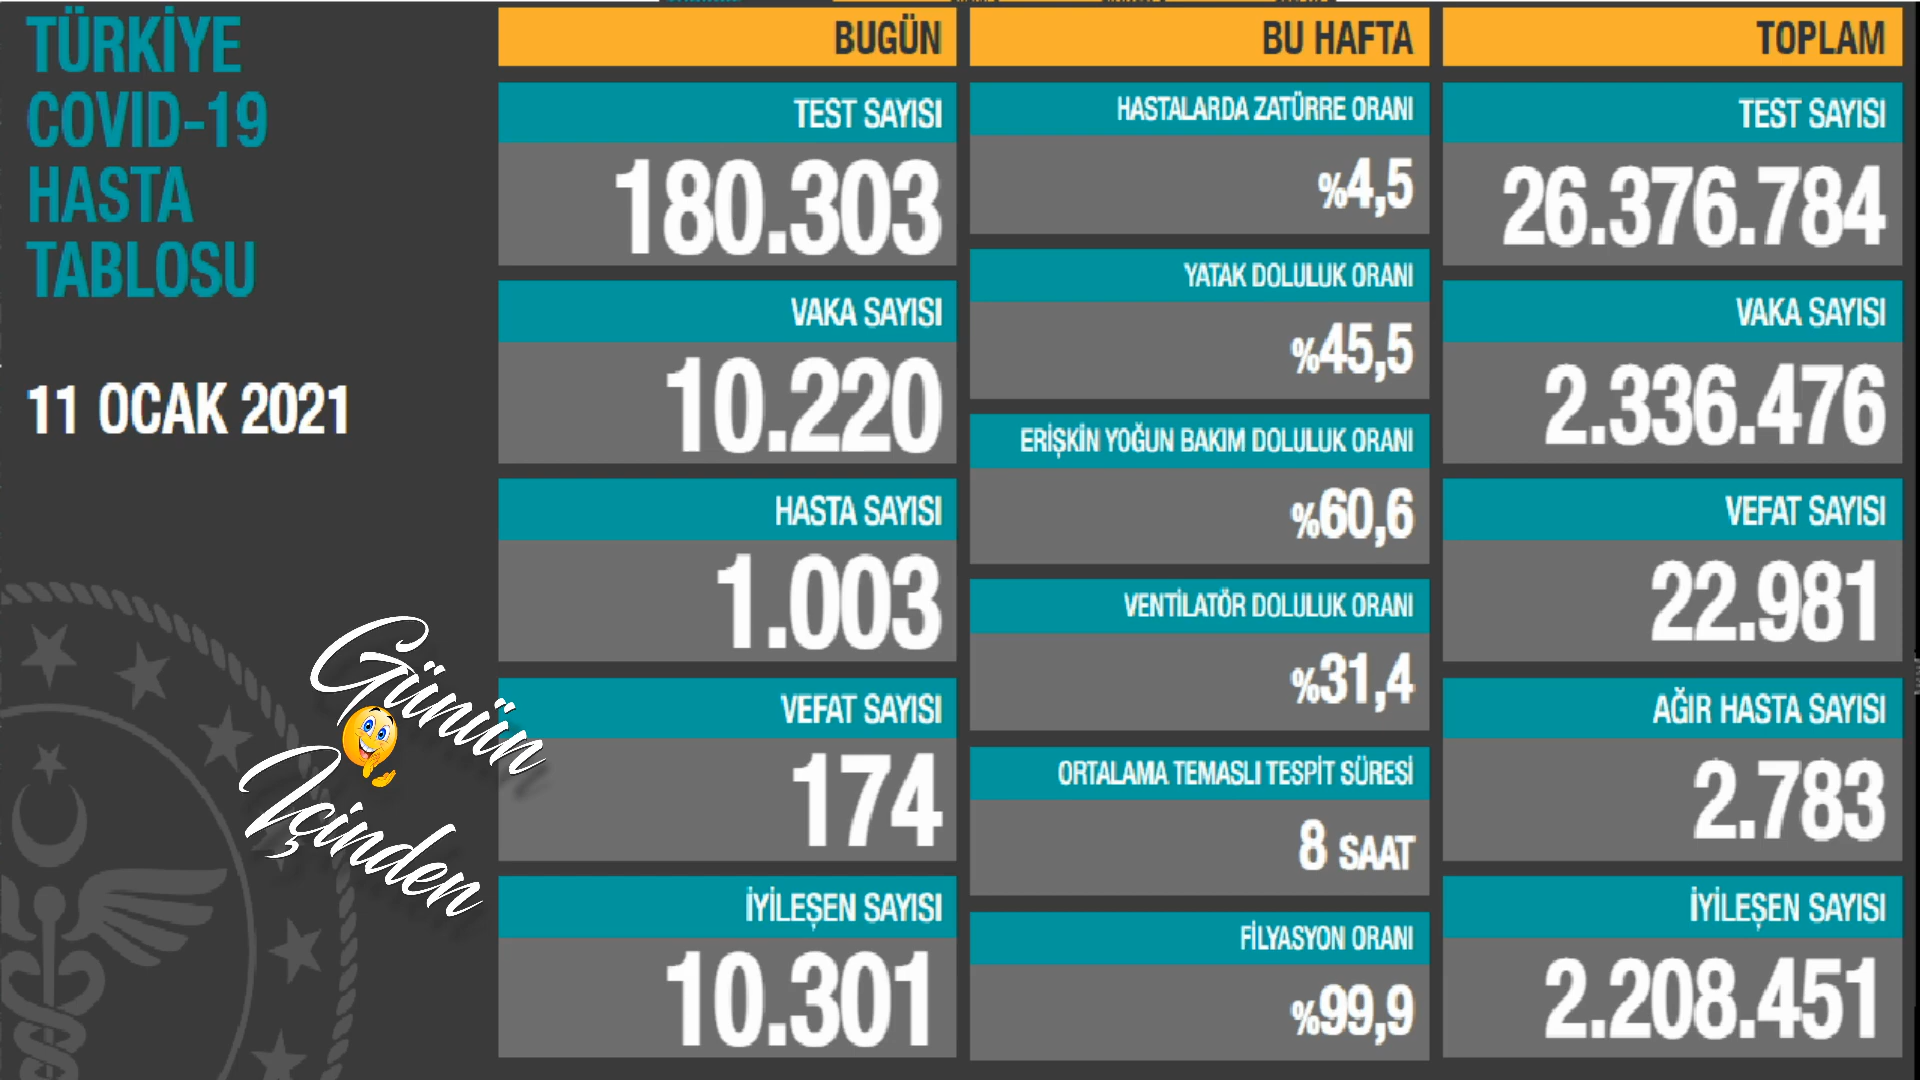 TÜRKİYE
COVID-19
HASTA
TABLOSU
11 OCAK 2021
Günün
İçinden
BUGÜN
TEST SAYISI
180.303
VAKA SAYISI
10.220
HASTA SAYISI
1.003
VEFAT SAYISI
174
İYİLEŞEN SAYISI
10.301
BU HAFTA
HASTALARDA ZATÜRRE ORANI
%4,5
YATAK DOLULUK ORANI
%45,5
ERİŞKİN YOĞUN BAKIM DOLULUK ORANI
%60,6
VENTİLATÖR DOLULUK ORANI
%31,4
ORTALAMA TEMASLI TESPİT SÜRESİ
8 SAAT
FİLYASYON ORANI
%99,9
TOPLAM
TEST SAYISI
26.376.784
VAKA SAYISI
2.336.476
VEFAT SAYISI
22.981
AĞIR HASTA SAYISI
2.783
İYİLEŞEN SAYISI
2.208.451